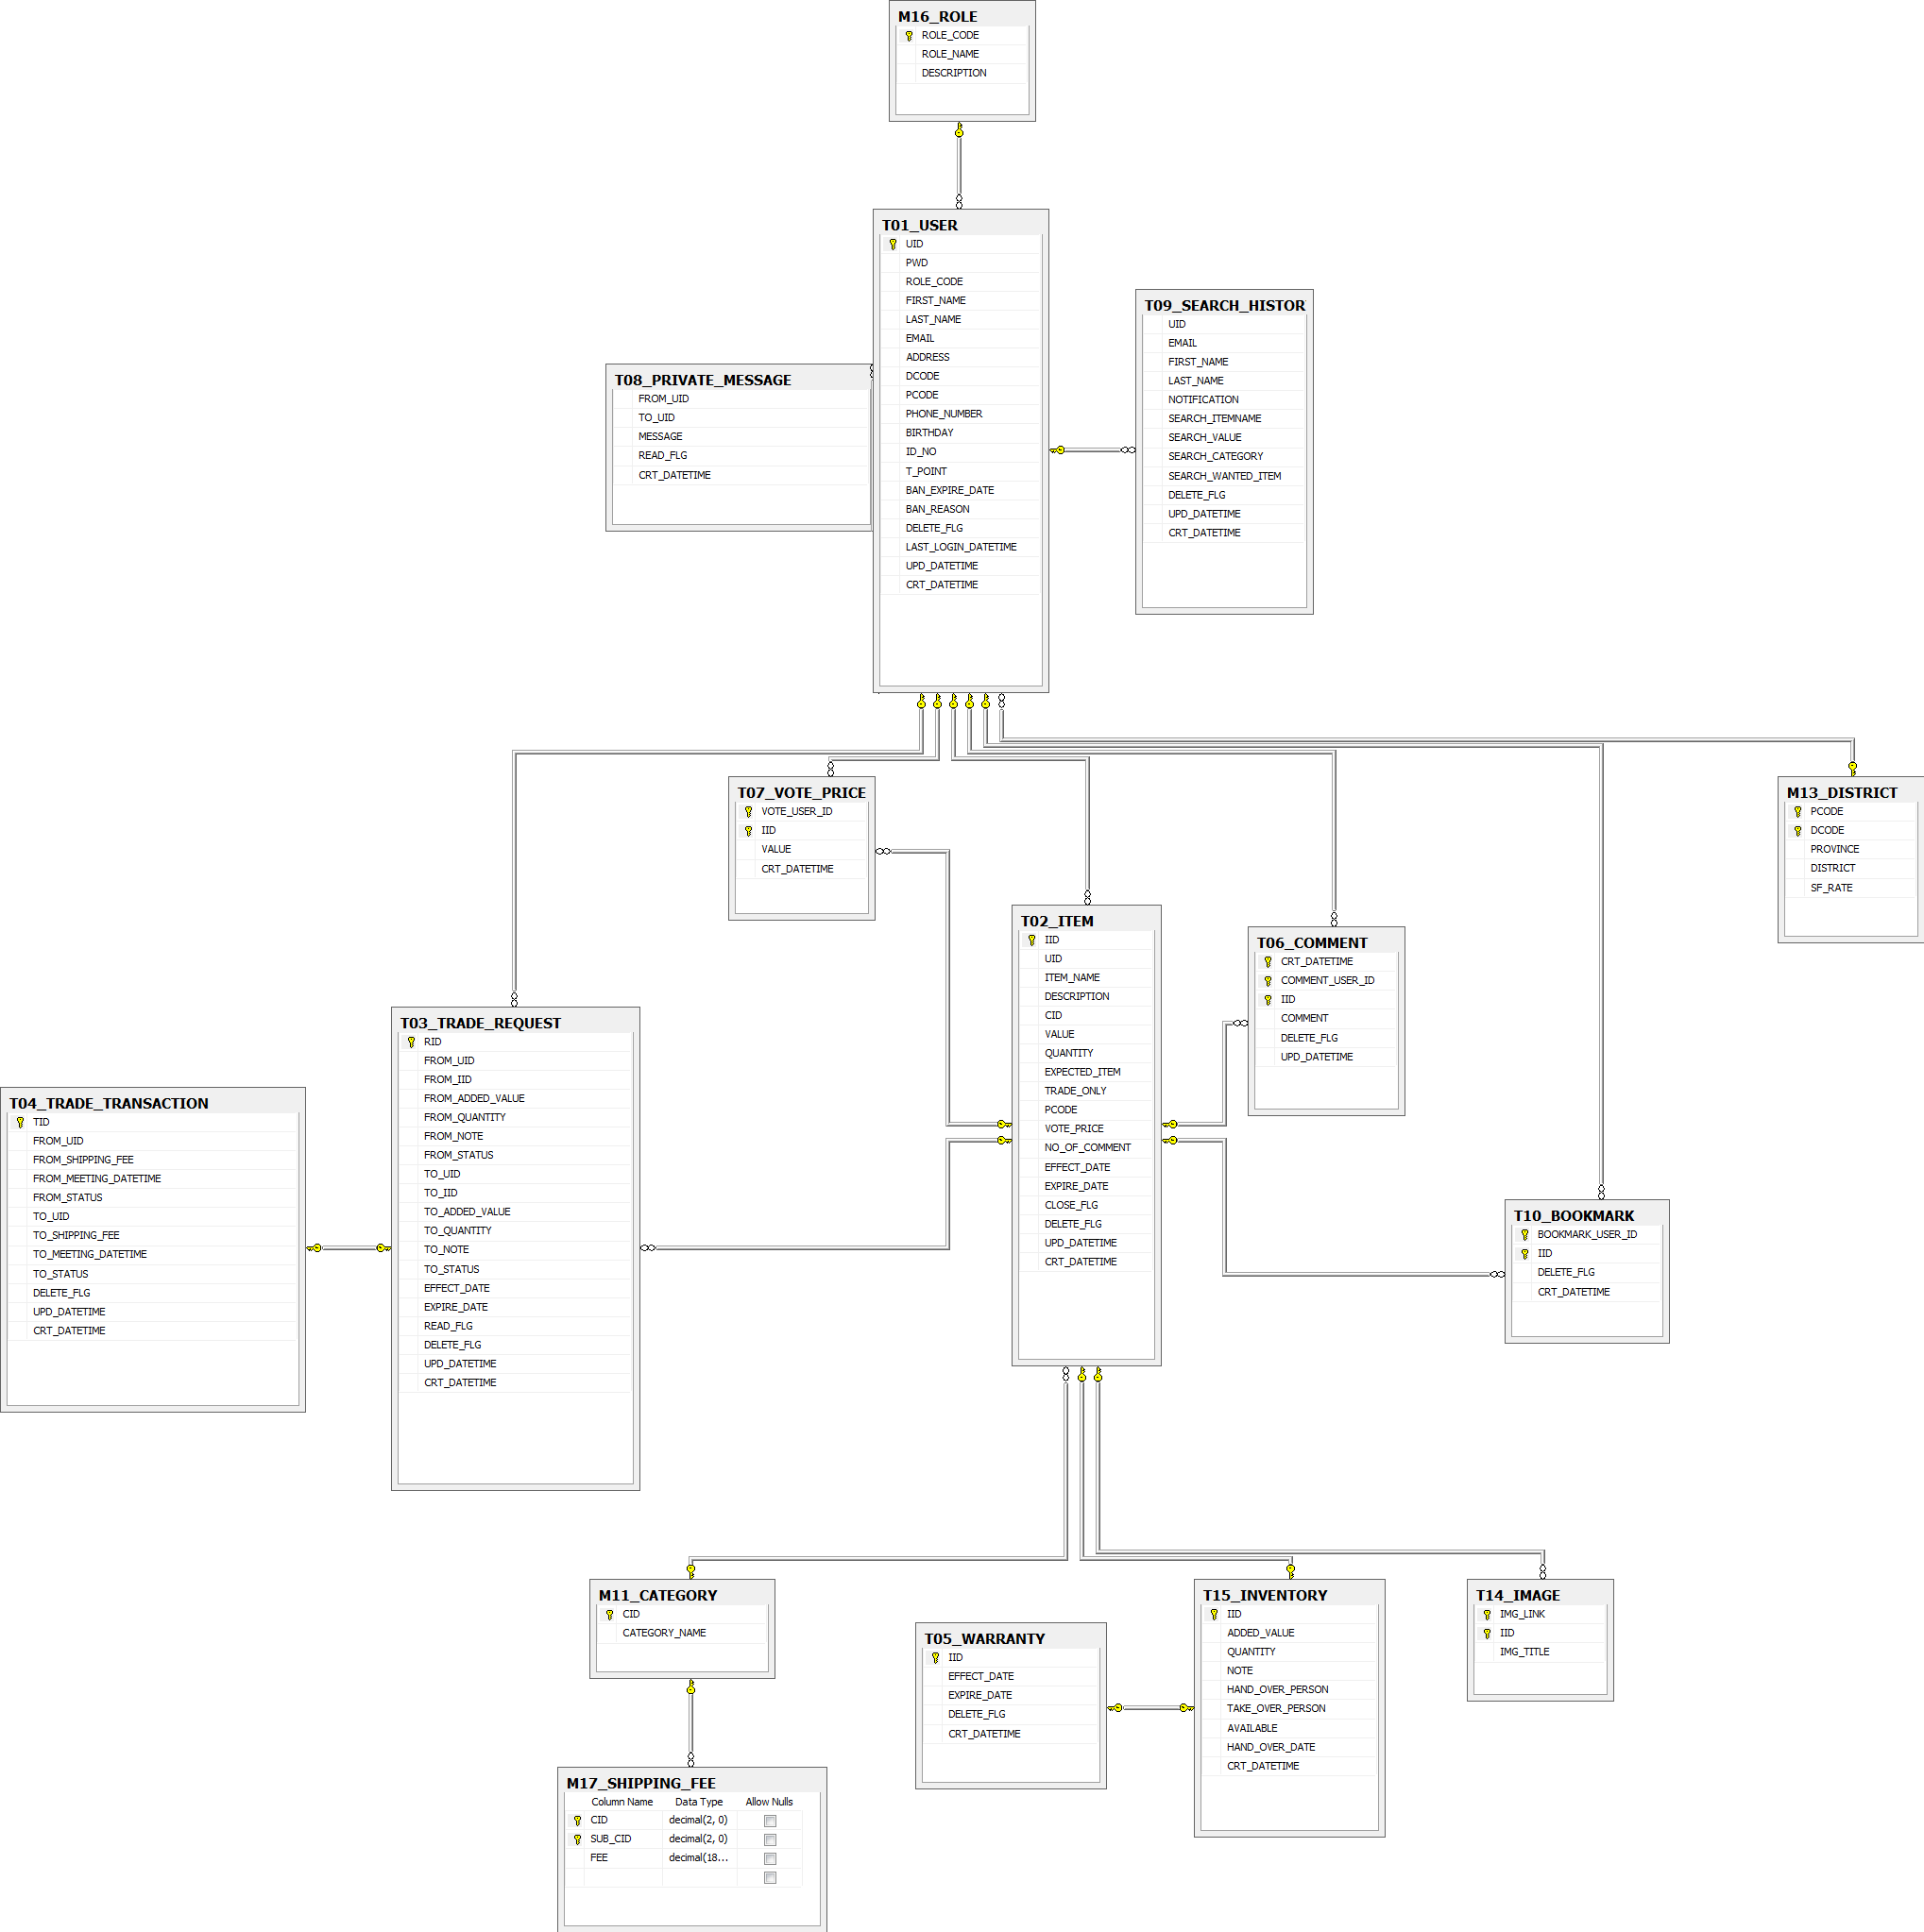 M16_ROLE
ROLE_CODE
ROLE_NAME
DESCRIPTION
T01_USER
UID
PWD
ROLE_CODE
FIRST_NAME
LAST_NAME
EMAIL
ADDRESS
DCODE
PCODE
PHONE_NUMBER
BIRTHDAY
ID_NO
T_POINT
BAN_EXPIRE_DATE
BAN_REASON
DELETE_FLG
LAST_LOGIN_DATETIME
UPD_DATETIME
CRT_DATETIME
T09_SEARCH_HISTOR
UID
EMAIL
FIRST_NAME
LAST_NAME
NOTIFICATION
SEARCH_ITEMNAME
SEARCH_VALUE
SEARCH_CATEGORY
SEARCH_WANTED_ITEM
DELETE_FLG
UPD_DATETIME
CRT_DATETIME
T08_PRIVATE_MESSAGE
FROM_UID
TO_UID
MESSAGE
READ_FLG
CRT_DATETIME
T07_VOTE_PRICE
VOTE_USER_ID
IID
VALUE
CRT_DATETIME
M13_DISTRICT
PCODE
DCODE
PROVINCE
DISTRICT
SF_RATE
T02_ITEM
IID
UID
ITEM_NAME
DESCRIPTION
CID
VALUE
QUANTITY
EXPECTED_ITEM
TRADE_ONLY
PCODE
VOTE_PRICE
NO_OF_COMMENT
EFFECT_DATE
EXPIRE_DATE
CLOSE_FLG
DELETE_FLG
UPD_DATETIME
CRT_DATETIME
T06_COMMENT
CRT_DATETIME
COMMENT_USER_ID
IID
COMMENT
DELETE_FLG
UPD_DATETIME
T03_TRADE_REQUEST
RID
FROM_UID
FROM_IID
FROM_ADDED_VALUE
FROM_QUANTITY
FROM_NOTE
FROM_STATUS
TO_UID
TO_IID
TO_ADDED_VALUE
TO_QUANTITY
TO_NOTE
TO_STATUS
EFFECT_DATE
EXPIRE_DATE
READ_FLG
DELETE_FLG
UPD_DATETIME
CRT_DATETIME
T04_TRADE_TRANSACTION
TID
FROM_UID
FROM_SHIPPING_FEE
FROM_MEETING_DATETIME
FROM_STATUS
TO_UID
TO_SHIPPING_FEE
TO_MEETING_DATETIME
TO_STATUS
DELETE_FLG
UPD_DATETIME
CRT_DATETIME
T10_BOOKMARK
BOOKMARK_USER_ID
IID
DELETE_FLG
CRT_DATETIME
M11_CATEGORY
CID
CATEGORY_NAME
T15_INVENTORY
IID
ADDED_VALUE
QUANTITY
NOTE
HAND_OVER_PERSON
TAKE_OVER_PERSON
AVAILABLE
HAND_OVER_DATE
CRT_DATETIME
T14_IMAGE
IMG_LINK
IID
IMG_TITLE
T05_WARRANTY
IID
EFFECT_DATE
EXPIRE_DATE
DELETE_FLG
CRT_DATETIME
M17_SHIPPING_FEE
Column Name Data Type Allow Nulls
CID decimal(2, 0)
SUB_CID decimal(2, 0)
FEE decimal(18...